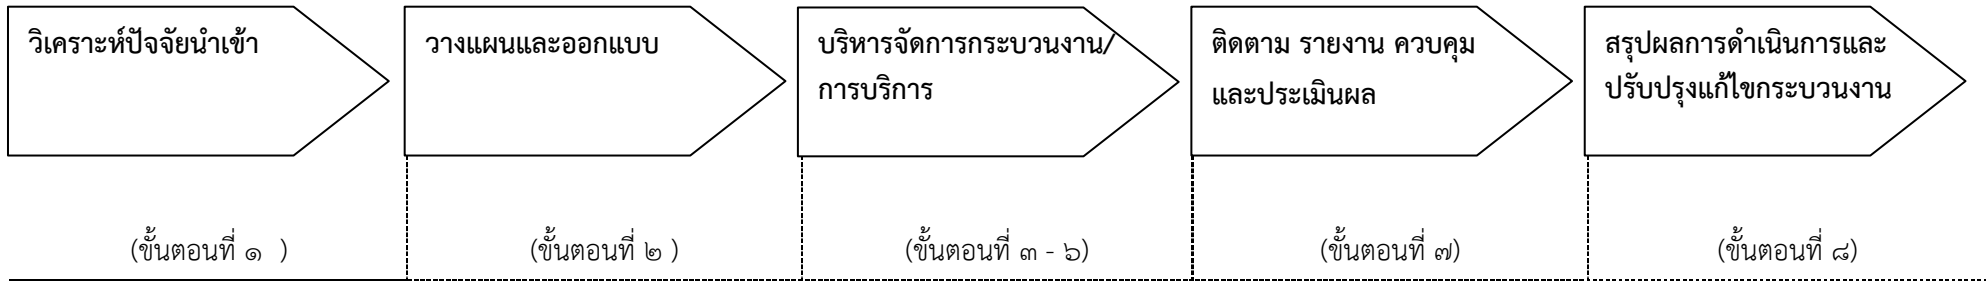 วิเคราะห์ปัจจัยนำเข้า
วางแผนและออกแบบ
บริหารจัดการกระบวนงาน/
การบริการ
ติดตาม รายงาน ควบคุม
และประเมินผล
สรุปผลการดำเนินการและ
ปรับปรุงแก้ไขกระบวนงาน
(ขั้นตอนที่ ๑ )
(ขั้นตอนที่ ๒ )
(ขั้นตอนที่ ๓ - ๖)
(ขั้นตอนที่ ๗)
(ขั้นตอนที่ ๘)